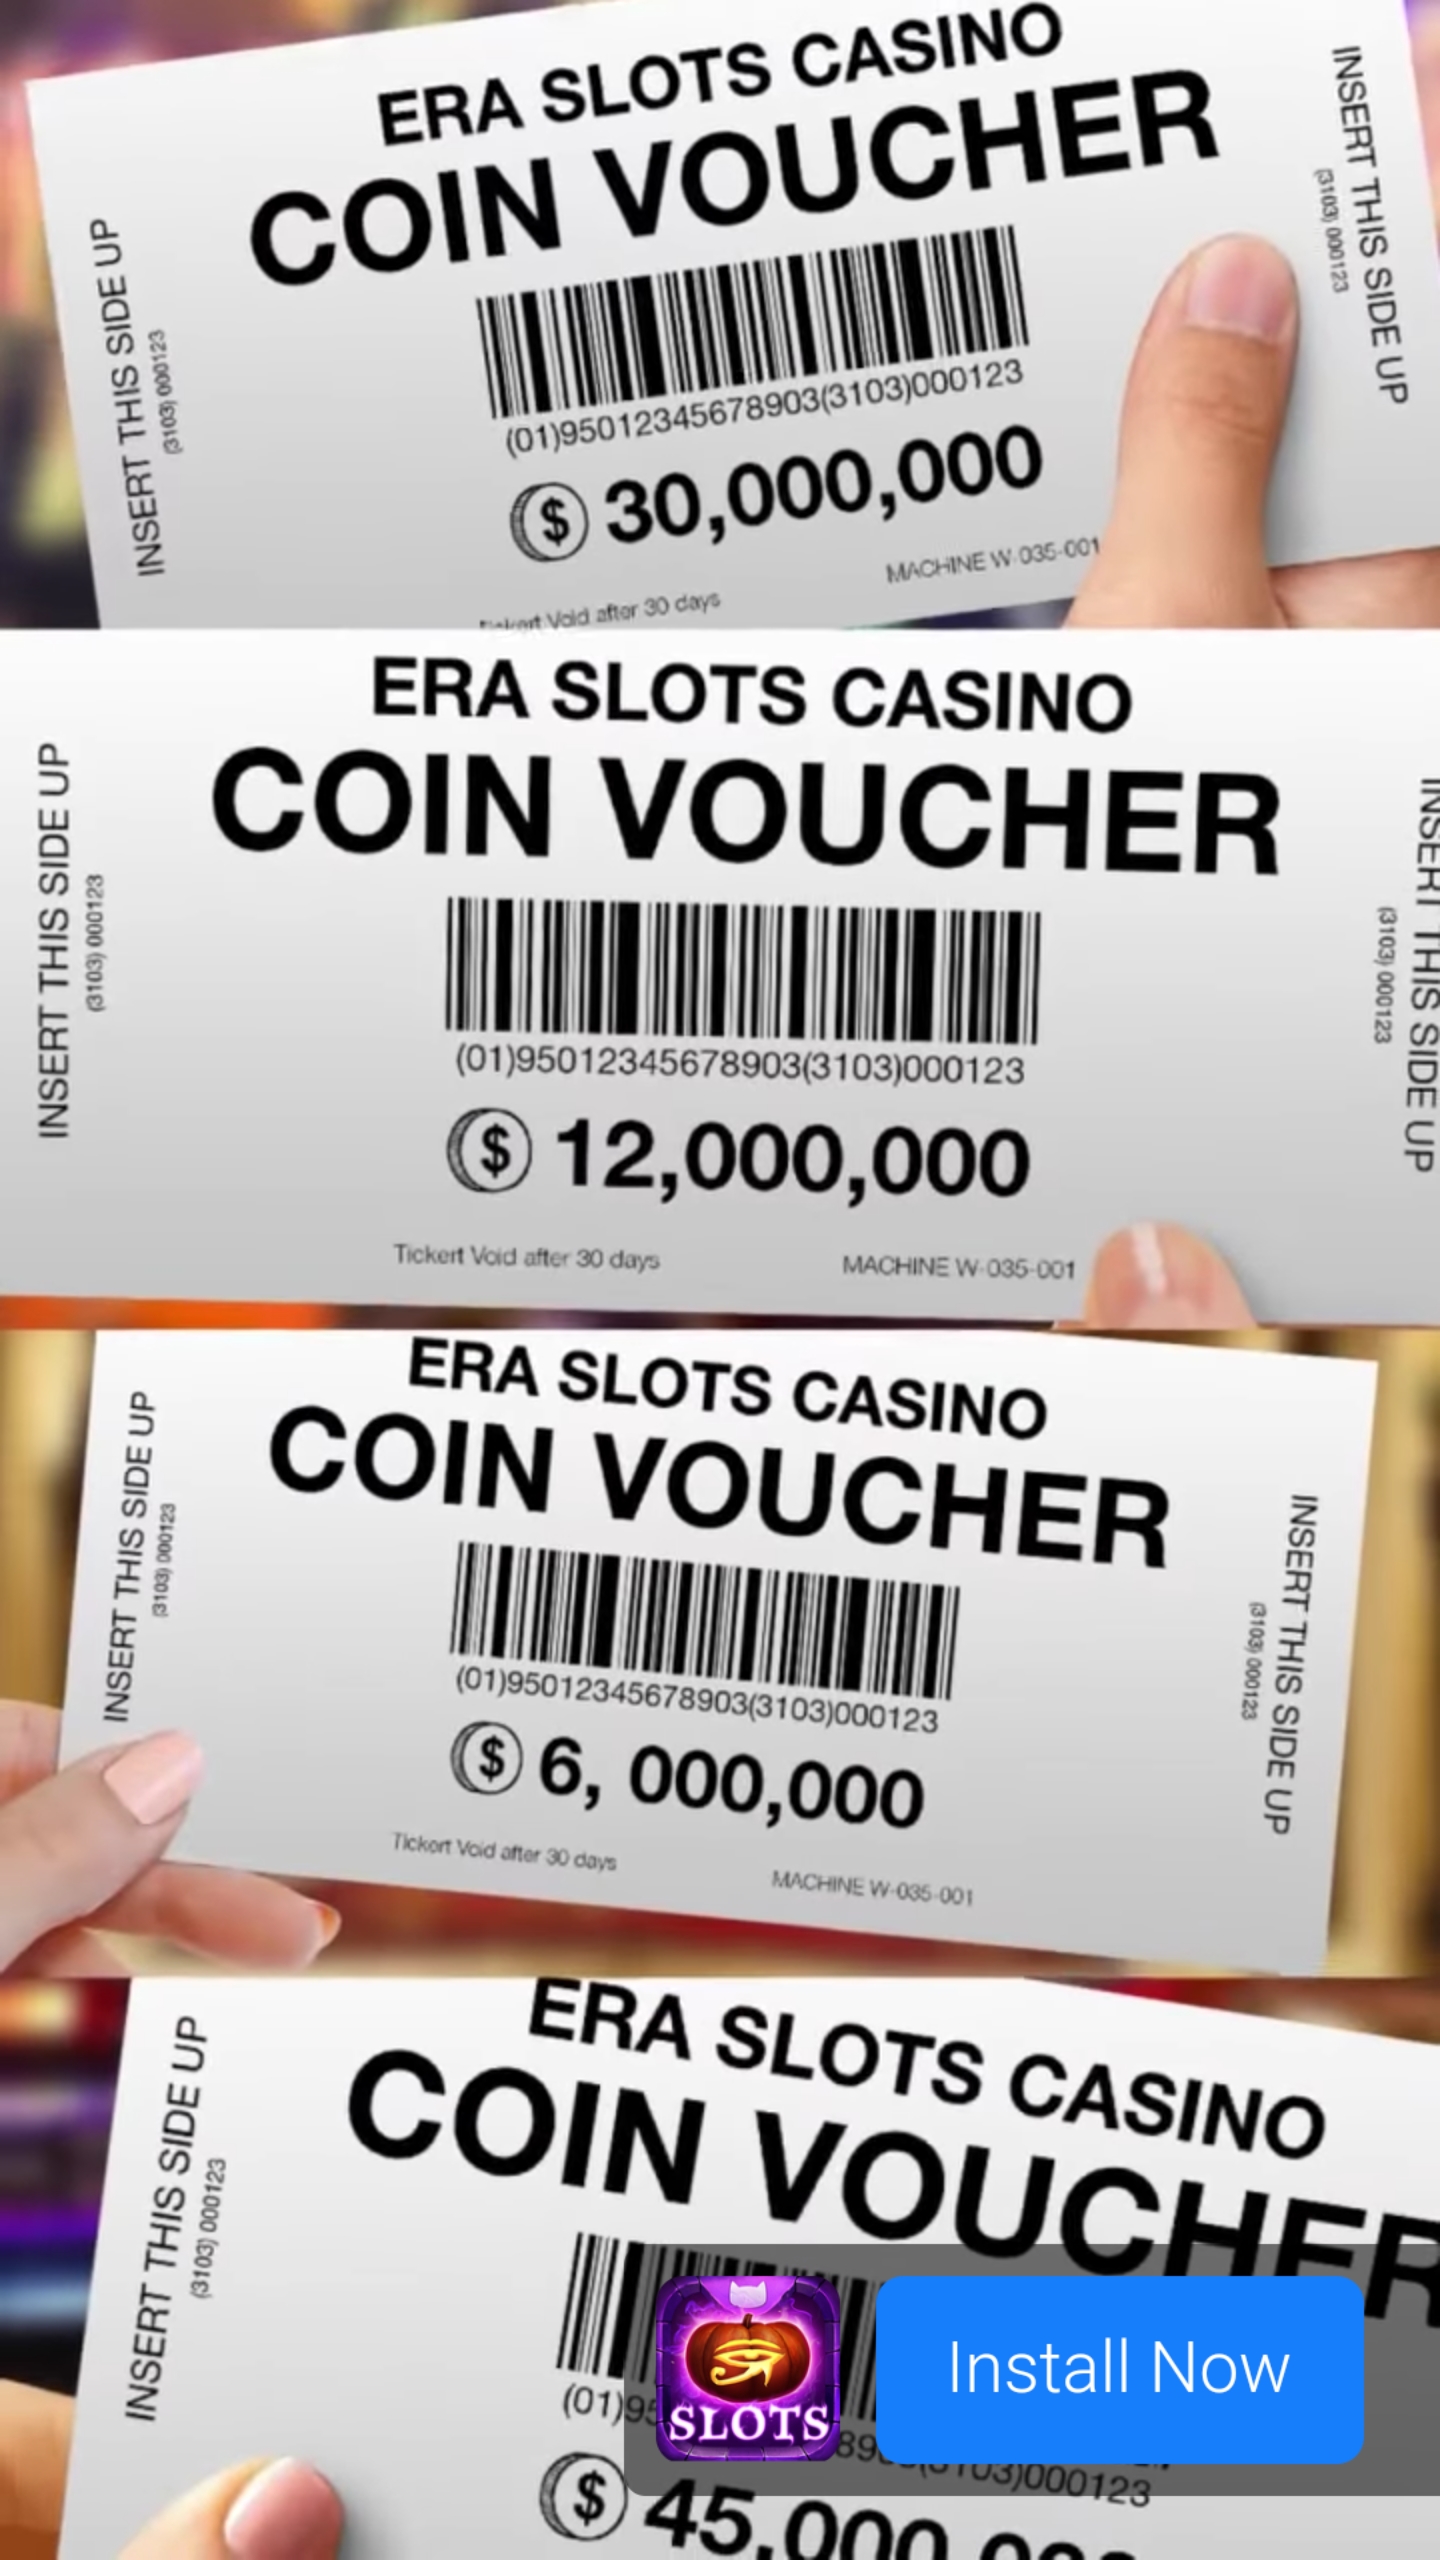 ERA SLOTS CASINO
COIN VOUCHER
INSERT THIS SIDE UP
(3103) 000123
INSERT THIS SIDE UP
(3103) 000123
(01)95012345678903(3103)000123
$ 30,000,000
MACHINE W-035-001
Tickert Void after 30 days
ERA SLOTS CASINO
COIN VOUCHER
INSERT THIS SIDE UP
(3103) 000123
INSERT THIS SIDE UP
(3103) 000123
(01)95012345678903(3103)000123
$ 12,000,000
Tickert Void after 30 days
MACHINE W-035-001
ERA SLOTS CASINO
COIN VOUCHER
INSERT THIS SIDE UP
(3103) 000123
INSERT THIS SIDE UP
(3103) 000123
(01)95012345678903(3103)000123
$ 6, 000,000
Tickert Void after 30 days
MACHINE W-035-001
ERA SLOTS CASINO
COIN VOUCHER
INSERT THIS SIDE UP
(3103) 000123
SLOTS
Install Now
$